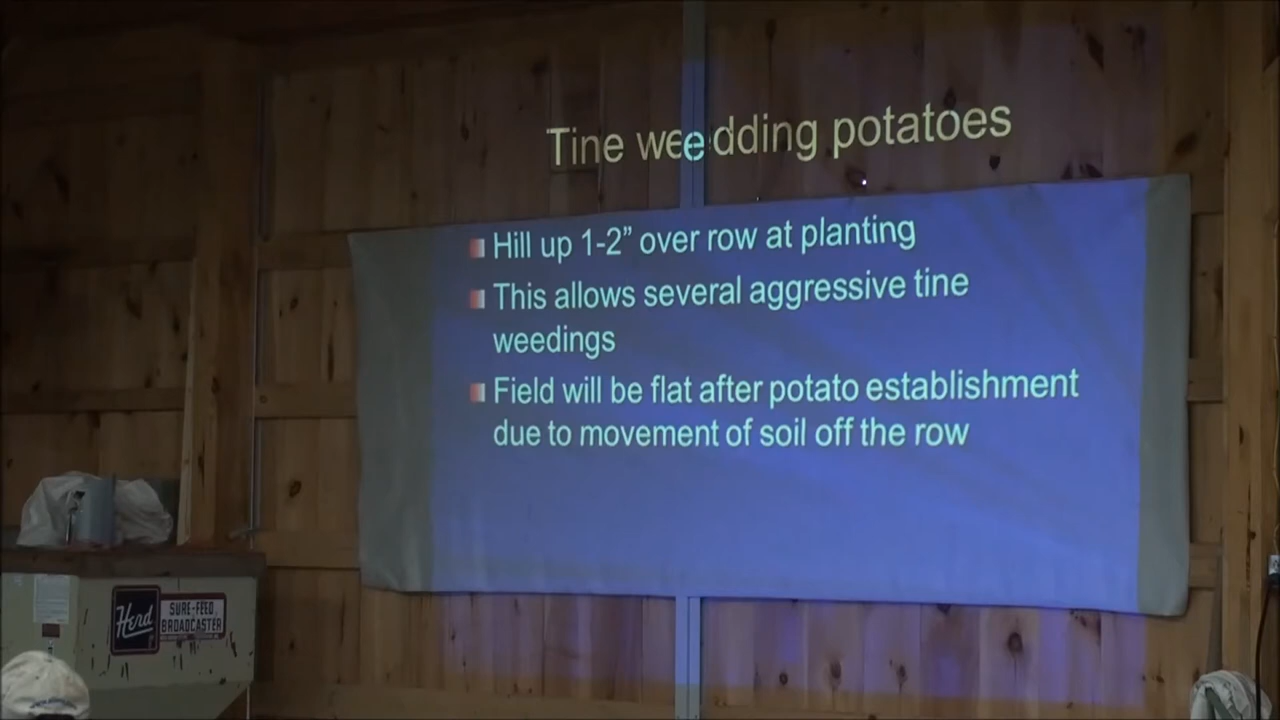 Tine weedding potatoes
Hill up 1-2” over row at planting
This allows several aggressive tine
weedings
Field will be flat after potato establishment
due to movement of soil off the row
Herd
SURE-FEED
BROADCASTER